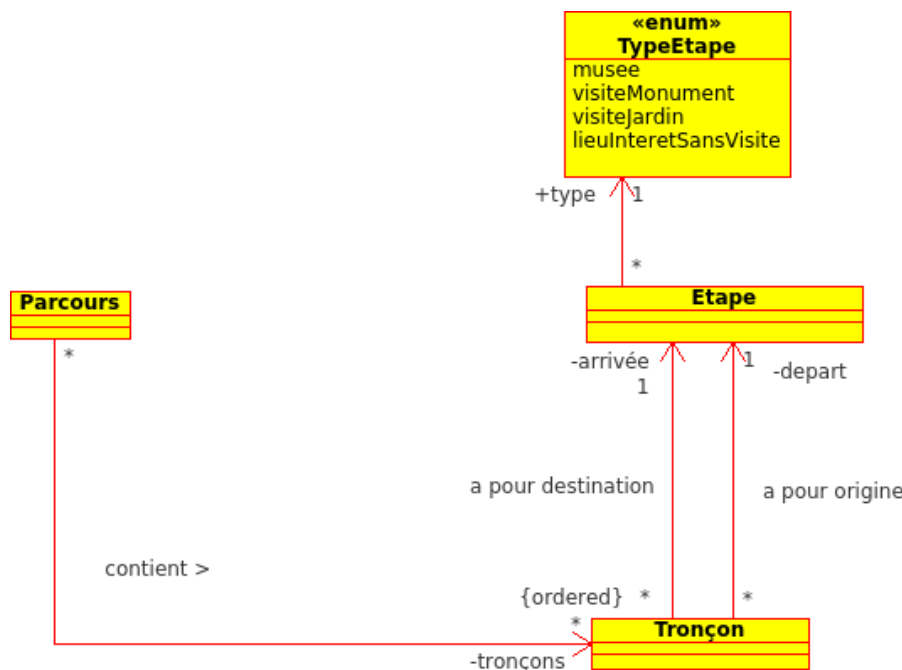 «enum»
TypeEtape
musee
visiteMonument
visiteJardin
lieuInteretSansVisite
+type
1
*
Parcours
*
Etape
-arrivée
1
1
-depart
a pour destination
a pour origine
contient >
{ordered}
*
*
*
Tronçon
-tronçons